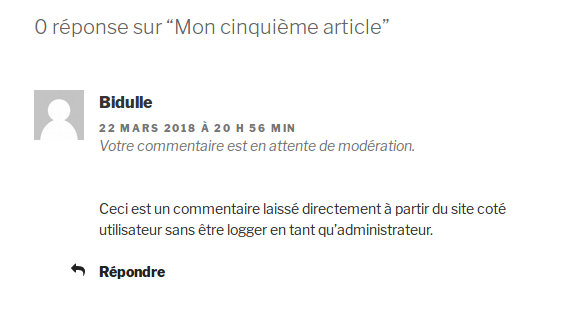 0 réponse sur “Mon cinquième article”
Bidulle
22 MARS 2018 À 20 H 56 MIN
Votre commentaire est en attente de modération.
Ceci est un commentaire laissé directement à partir du site coté
utilisateur sans être logger en tant qu’administrateur.
Répondre